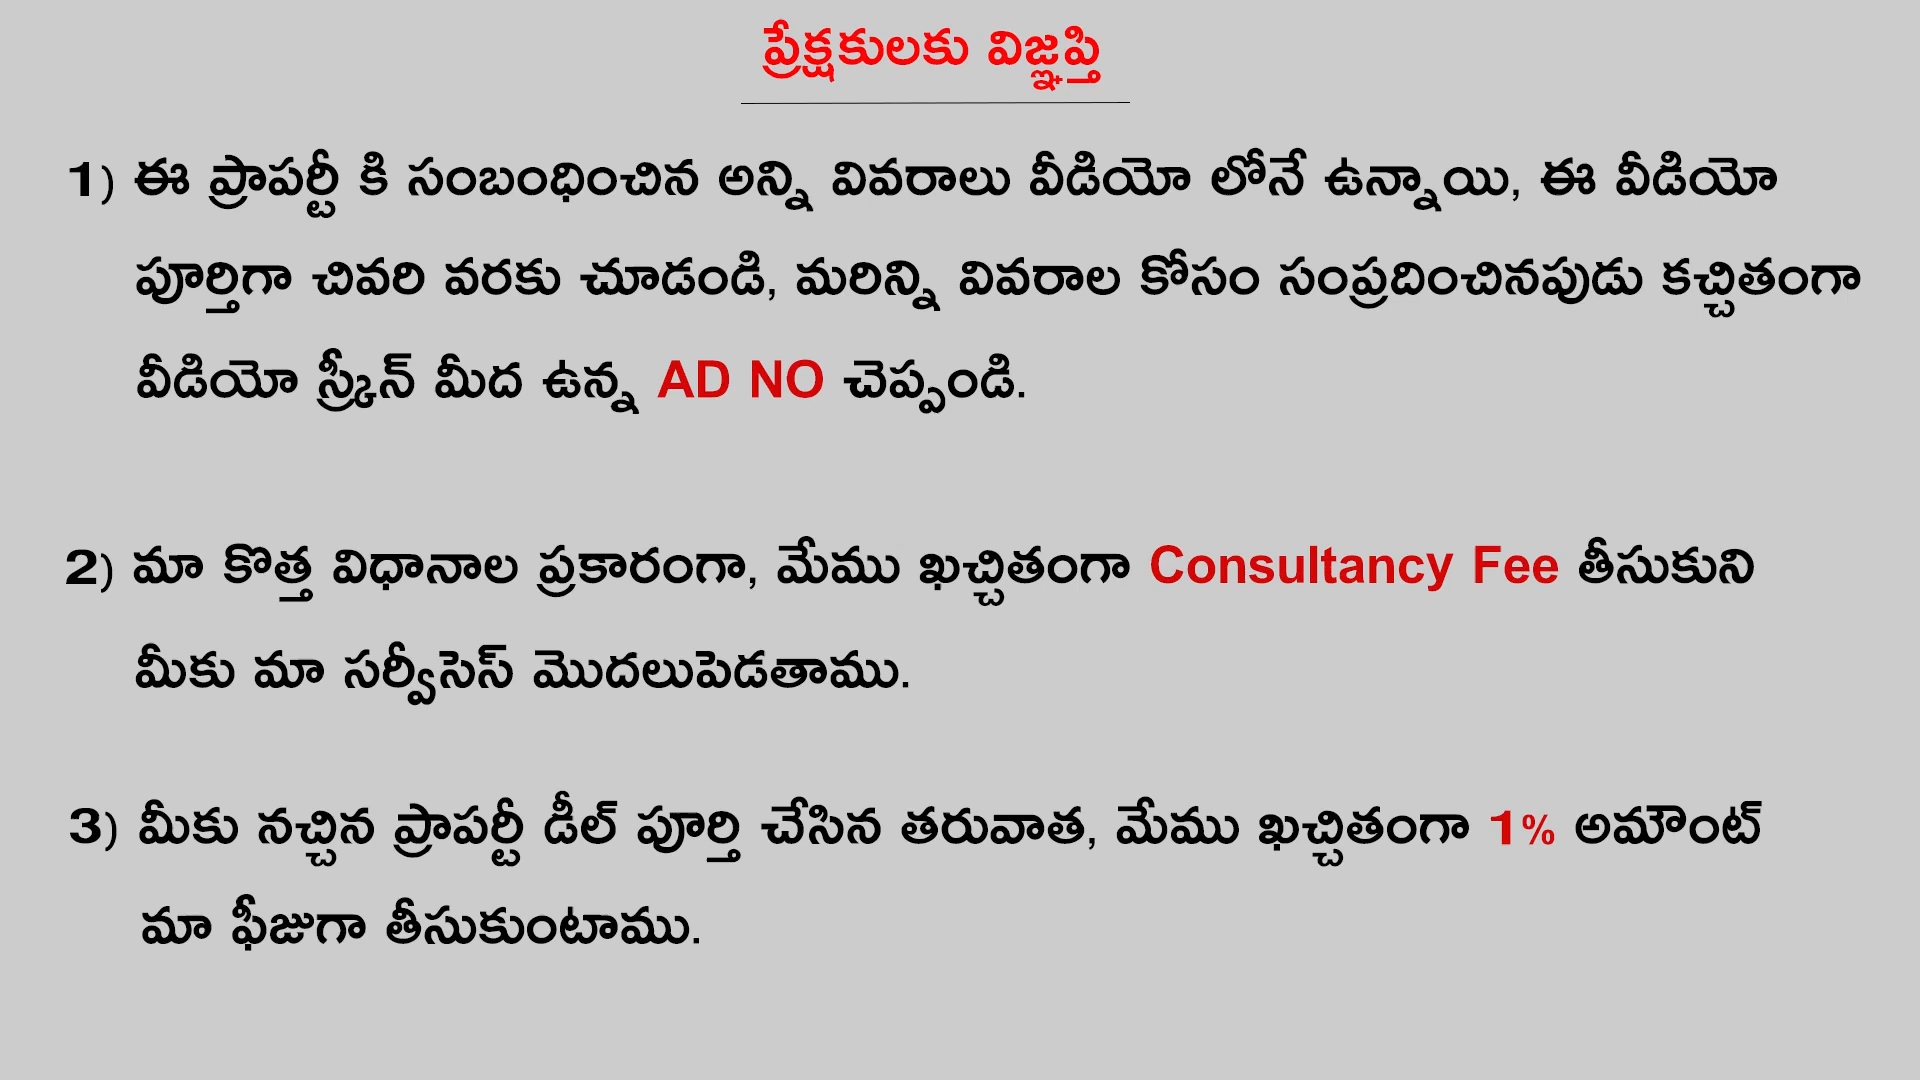 ప్రేక్షకులకు విజ్ఞప్తి
1) ఈ ప్రాపర్టీ కి సంబంధించిన అన్ని వివరాలు వీడియో లోనే ఉన్నాయి, ఈ వీడియో
పూర్తిగా చివరి వరకు చూడండి, మరిన్ని వివరాల కోసం సంప్రదించినపుడు కచ్చితంగా
వీడియో స్క్రీన్ మీద ఉన్న AD NO చెప్పండి.
2) మా కొత్త విధానాల ప్రకారంగా, మేము ఖచ్చితంగా Consultancy Fee తీసుకుని
మీకు మా సర్వీసెస్ మొదలుపెడతాము.
3) మీకు నచ్చిన ప్రాపర్టీ డీల్ పూర్తి చేసిన తరువాత, మేము ఖచ్చితంగా 1% అమౌంట్
మా ఫీజుగా తీసుకుంటాము.